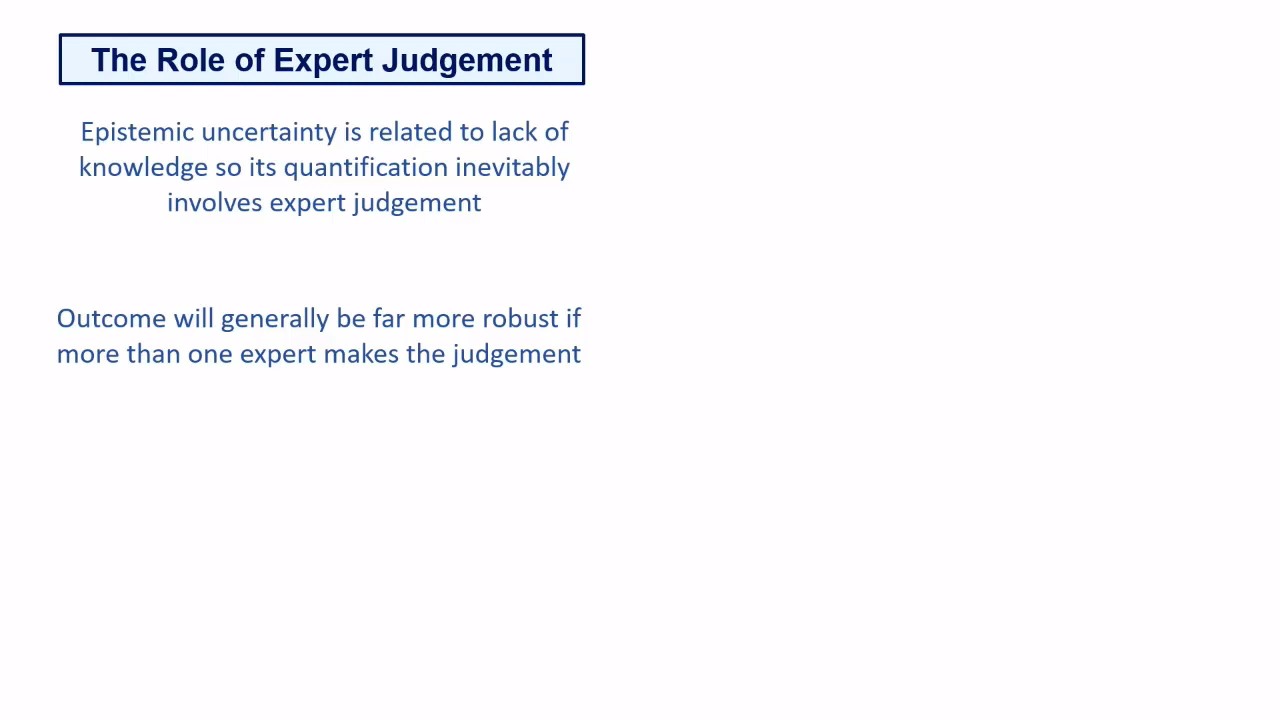 The Role of Expert Judgement
Epistemic uncertainty is related to lack of
knowledge so its quantification inevitably
involves expert judgement
Outcome will generally be far more robust if
more than one expert makes the judgement